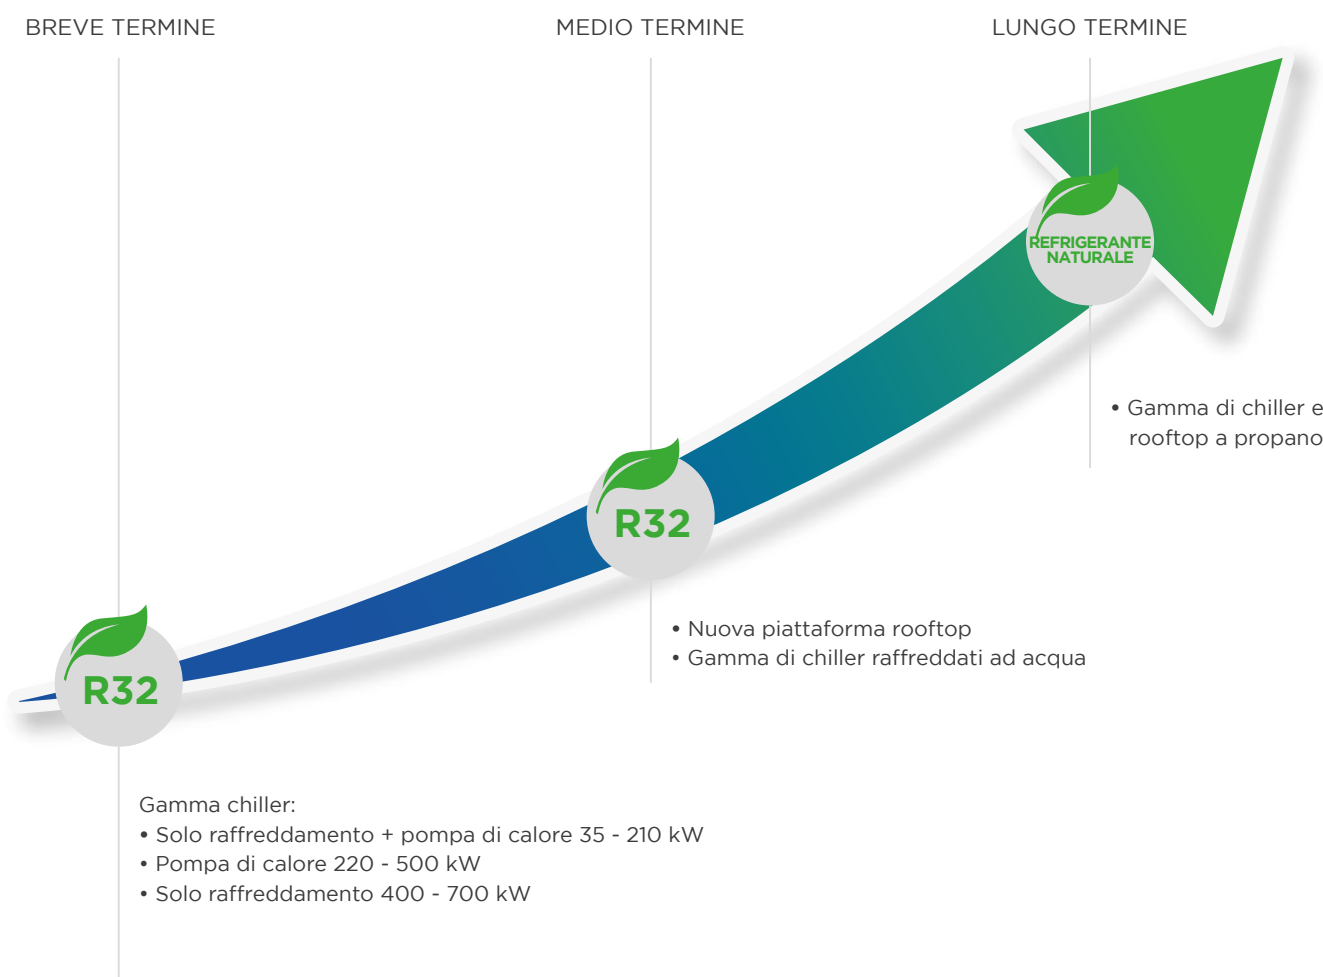 BREVE TERMINE
MEDIO TERMINE
LUNGO TERMINE
REFRIGERANTE
NATURALE
• Gamma di chiller e
rooftop a propano
R32
• Nuova piattaforma rooftop
• Gamma di chiller raffreddati ad acqua
R32
Gamma chiller:
• Solo raffreddamento + pompa di calore 35 - 210 kW
• Pompa di calore 220 - 500 kW
• Solo raffreddamento 400 - 700 kW